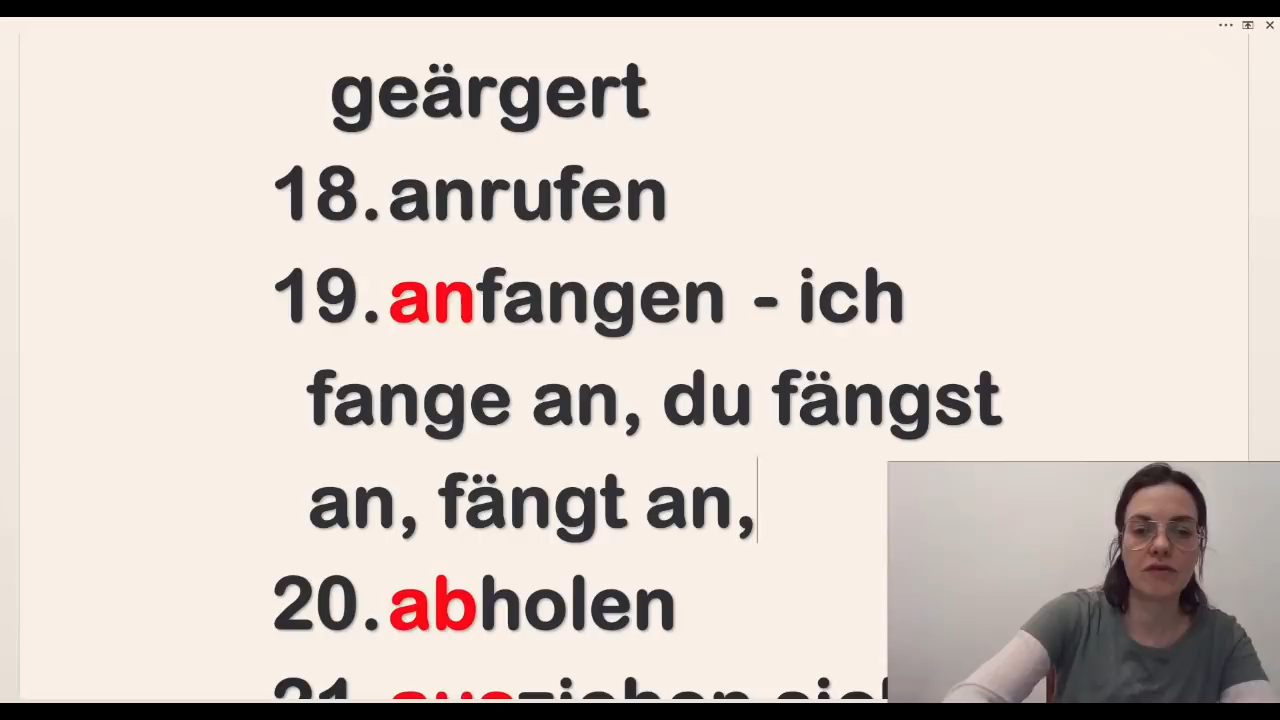 geärgert
18. anrufen
19. anfangen - ich
fange an, du fängst
an, fängt an,
20. abholen